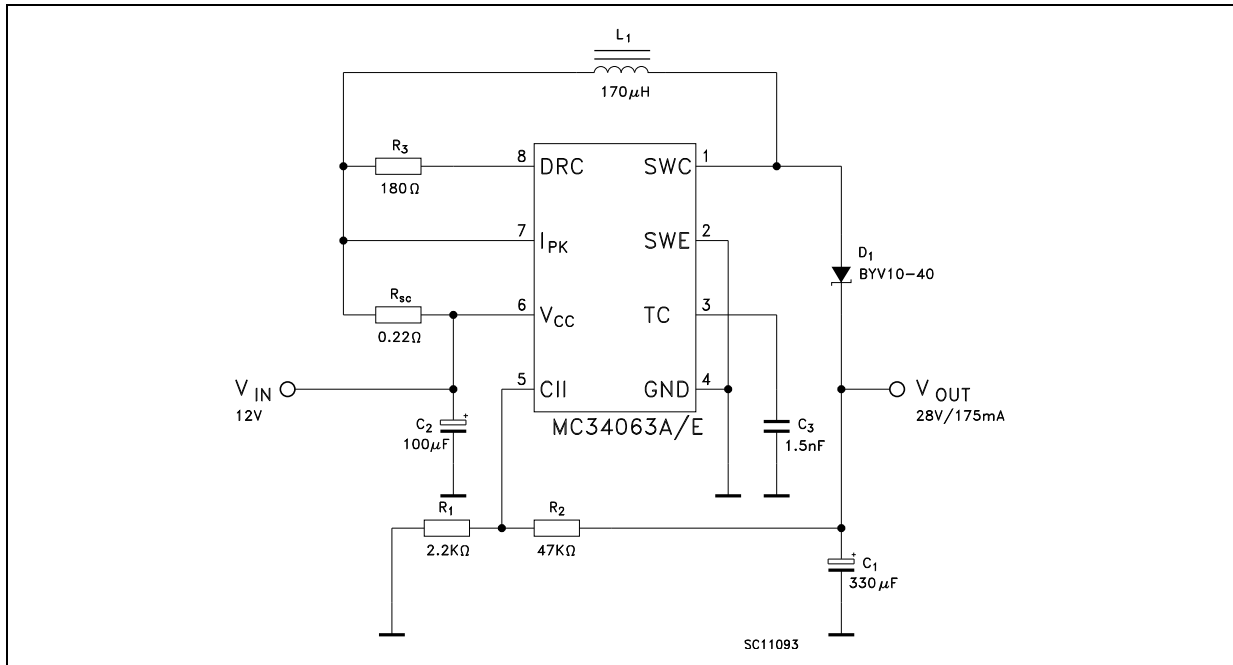 L1
170μH
R3
180Ω
8 DRC
SWC 1
7 IPK
SWE 2
D1
BYV10-40
Rsc
0.22Ω
6 VCC
TC 3
VIN
12V
5 CII
GND 4
VOUT
28V/175mA
MC34063A/E
C2
+
100μF
C3
1.5nF
R1
2.2KΩ
R2
47KΩ
+
C1
330μF
SC11093